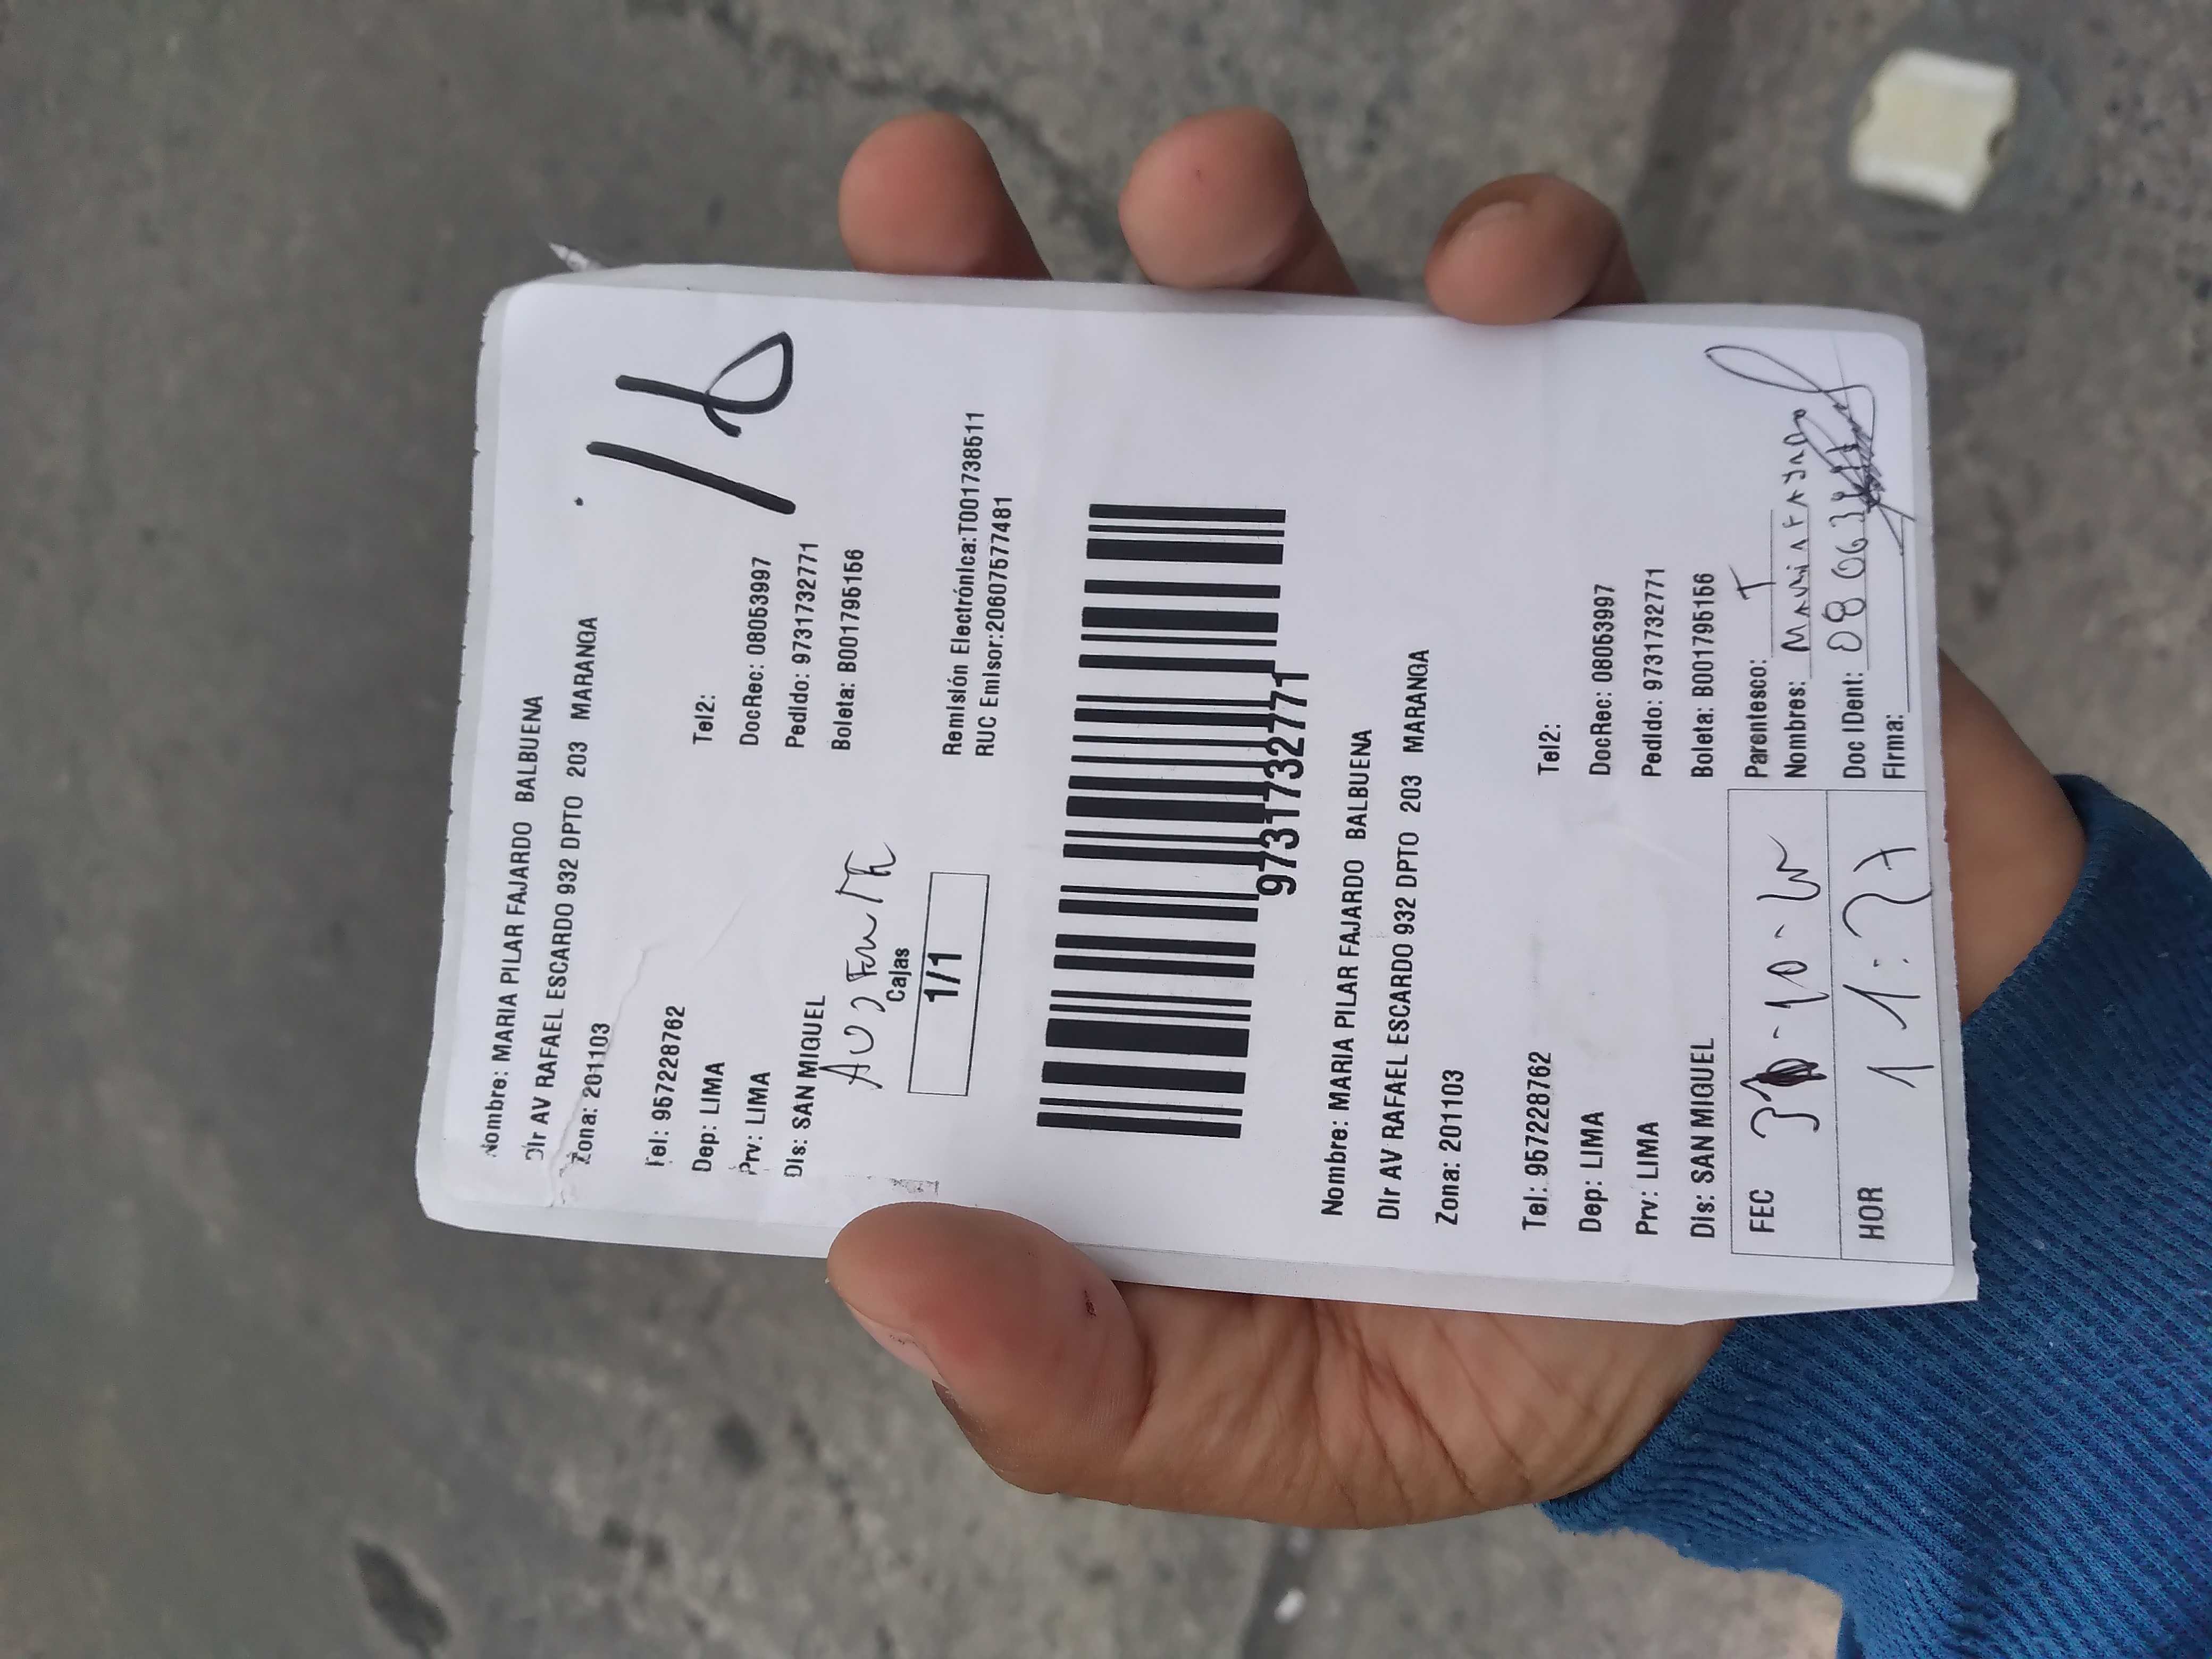 Nombre: MARIA PILAR FAJARDO BALBUENA
Dir AV RAFAEL ESCARDO 932 DPTO 203 MARANGA
Zona: 201103
Tel: 957228762 Tel2:
Dep: LIMA DocRec: 08053997
Prv: LIMA Pedido: 9731732771
Dis: SAN MIGUEL Boleta: B001795156
Cajas
1/1
Remisión Electrónica:T001738511
RUC Emisor:20607577481
9731732771
Nombre: MARIA PILAR FAJARDO BALBUENA
Dir AV RAFAEL ESCARDO 932 DPTO 203 MARANGA
Zona: 201103
Tel: 957228762 Tel2:
Dep: LIMA DocRec: 08053997
Prv: LIMA Pedido: 9731732771
Dis: SAN MIGUEL Boleta: B001795156
FEC
Parentesco: T
Nombres: Maria Fajardo
HOR 11:27
Doc IDent:
Firma: